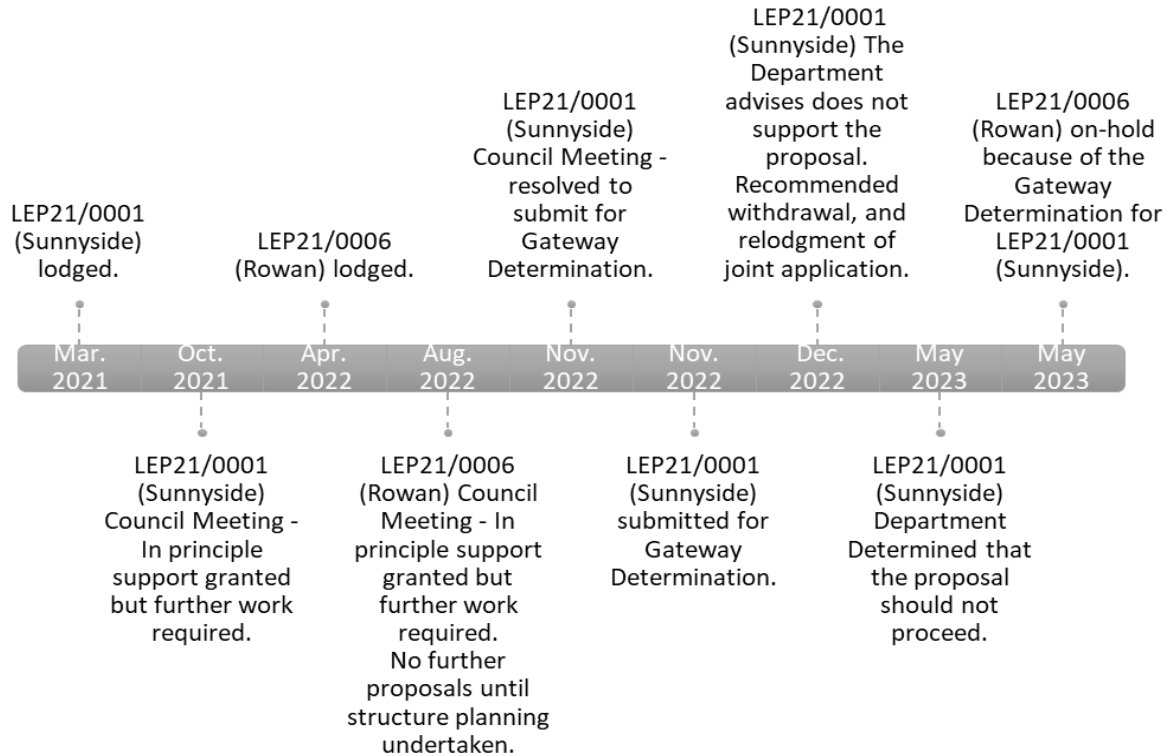 LEP21/0001
(Sunnyside)
lodged.
LEP21/0006
(Rowan) lodged.
LEP21/0001
(Sunnyside)
Council Meeting -
resolved to
submit for
Gateway
Determination.
LEP21/0001
(Sunnyside) The
Department
advises does not
support the
proposal.
Recommended
withdrawal, and
relodgment of
joint application.
LEP21/0006
(Rowan) on-hold
because of the
Gateway
Determination for
LEP21/0001
(Sunnyside).
Mar.
2021
Oct.
2021
Apr.
2022
Aug.
2022
Nov.
2022
Nov.
2022
Dec.
2022
May
2023
May
2023
LEP21/0001
(Sunnyside)
Council Meeting -
In principle
support granted
but further work
required.
LEP21/0006
(Rowan) Council
Meeting - In
principle support
granted but
further work
required.
No further
proposals until
structure planning
undertaken.
LEP21/0001
(Sunnyside)
submitted for
Gateway
Determination.
LEP21/0001
(Sunnyside)
Department
Determined that
the proposal
should not
proceed.